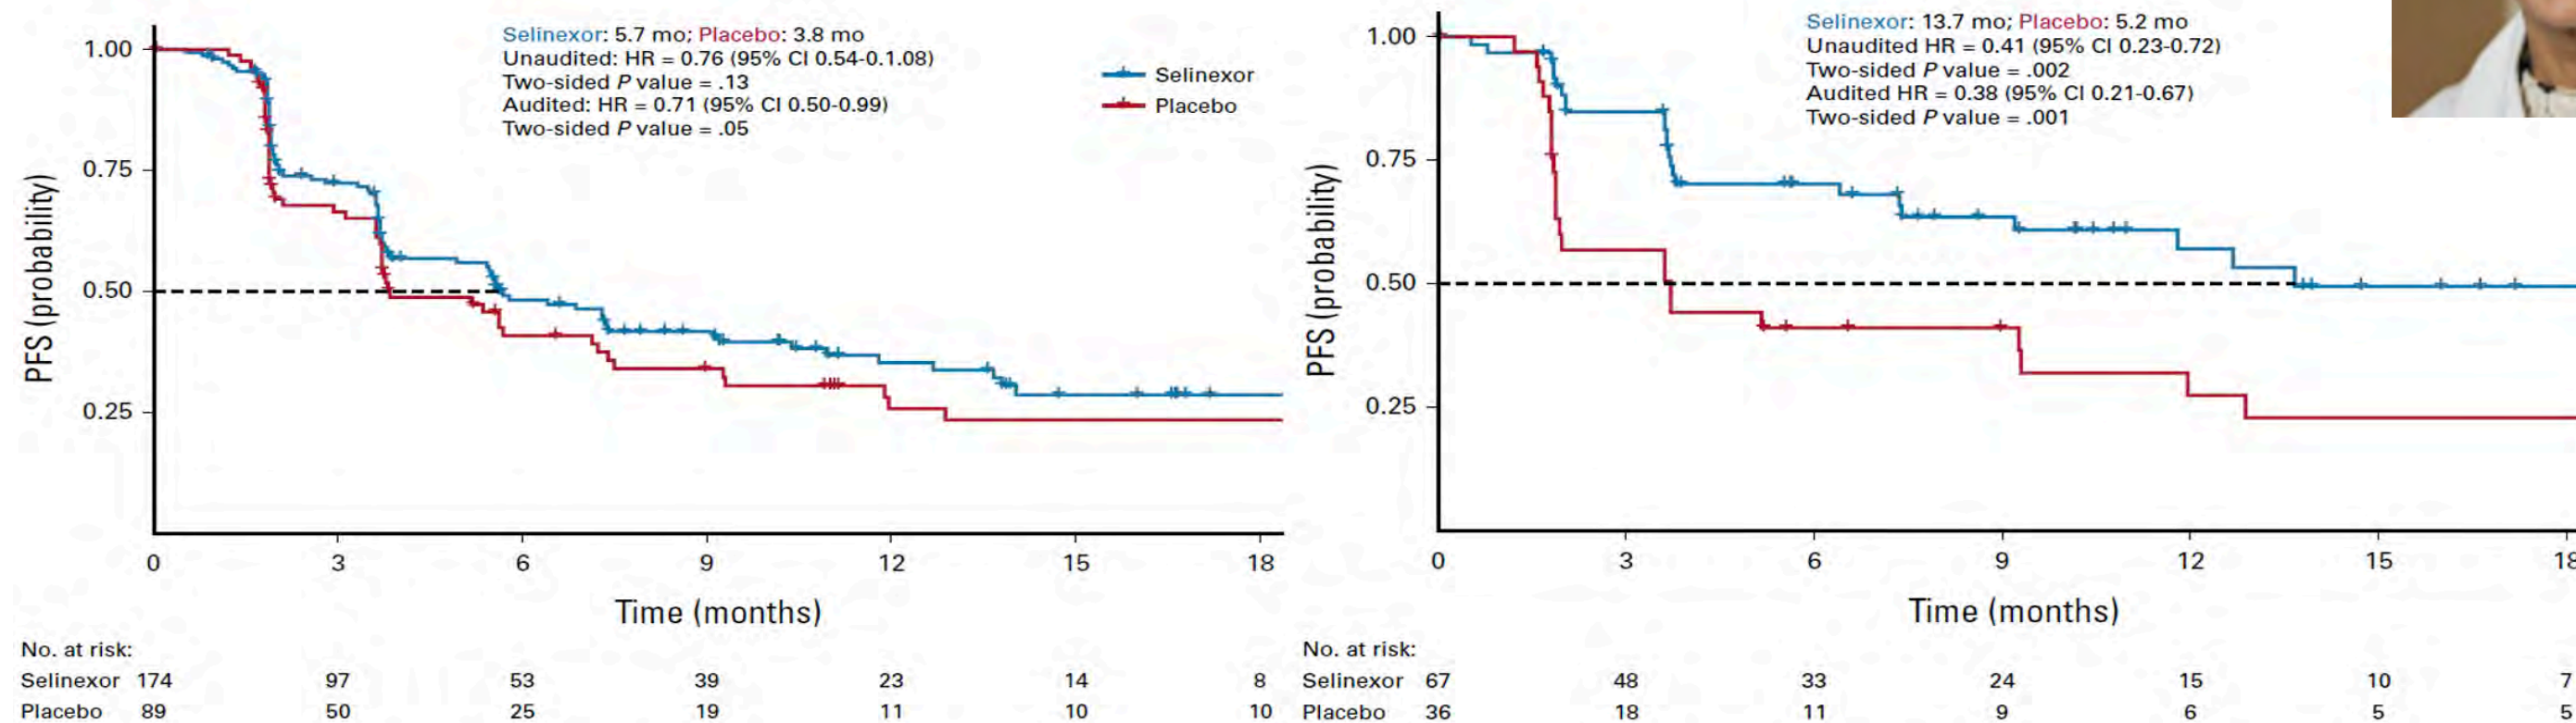 Selinexor: 5.7 mo; Placebo: 3.8 mo
Unaudited: HR = 0.76 (95% CI 0.54-0.1.08)
Two-sided P value = .13
Audited: HR = 0.71 (95% CI 0.50-0.99)
Two-sided P value = .05
Selinexor
Placebo
PFS (probability)
1.00
0.75
0.50
0.25
0 3 6 9 12 15 18
Time (months)
No. at risk:
Selinexor 174 97 53 39 23 14 8
Placebo 89 50 25 19 11 10 10
Selinexor: 13.7 mo; Placebo: 5.2 mo
Unaudited HR = 0.41 (95% CI 0.23-0.72)
Two-sided P value = .002
Audited HR = 0.38 (95% CI 0.21-0.67)
Two-sided P value = .001
PFS (probability)
1.00
0.75
0.50
0.25
0 3 6 9 12 15 18
Time (months)
No. at risk:
Selinexor 67 48 33 24 15 10 7
Placebo 36 18 11 9 6 5 5